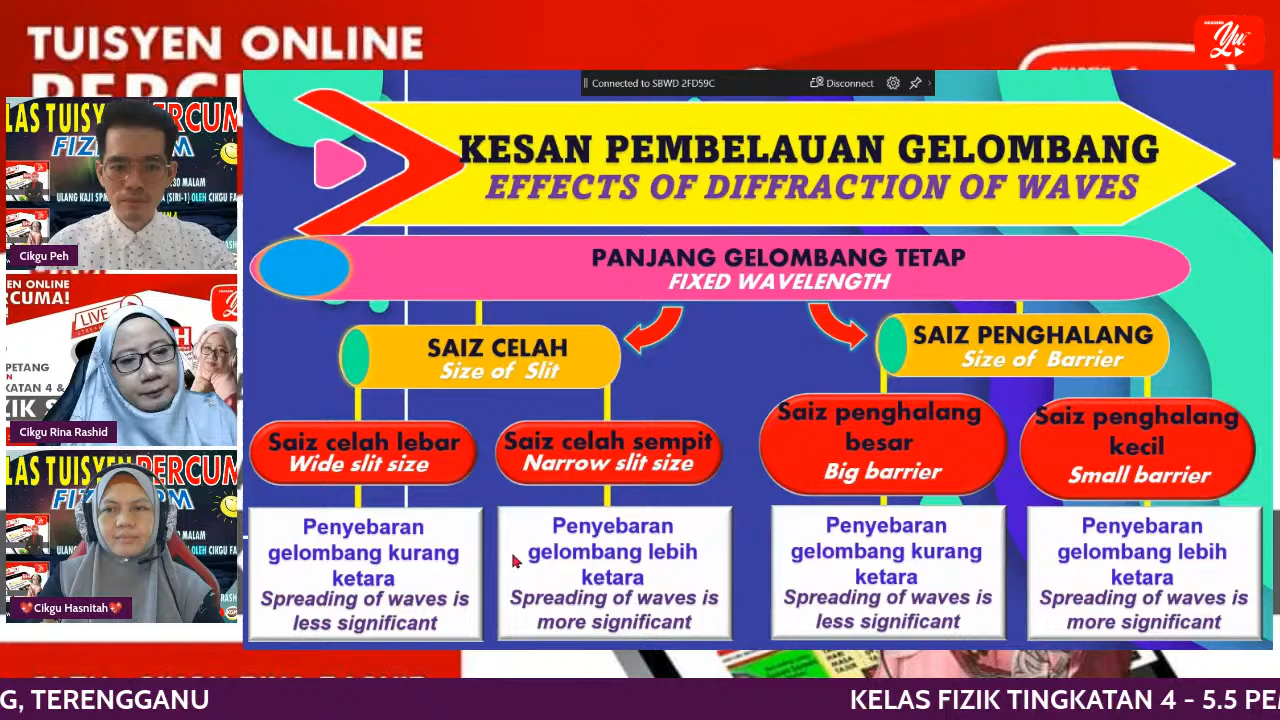 TUISYEN ONLINE
AKADEMI
Yu.
Connected to SBWD 2FD59C
Disconnect
KESAN PEMBELAUAN GELOMBANG
EFFECTS OF DIFFRACTION OF WAVES
PANJANG GELOMBANG TETAP
FIXED WAVELENGTH
SAIZ CELAH
Size of Slit
SAIZ PENGHALANG
Size of Barrier
Saiz celah lebar
Wide slit size
Saiz celah sempit
Narrow slit size
Saiz penghalang
besar
Big barrier
Saiz penghalang
kecil
Small barrier
Penyebaran
gelombang kurang
ketara
Spreading of waves is
less significant
Penyebaran
gelombang lebih
ketara
Spreading of waves is
more significant
Penyebaran
gelombang kurang
ketara
Spreading of waves is
less significant
Penyebaran
gelombang lebih
ketara
Spreading of waves is
more significant
Cikgu Peh
LIVE
Cikgu Rina Rashid
❤Cikgu Hasnitah❤
G, TERENGGANU
KELAS FIZIK TINGKATAN 4 - 5.5 PE